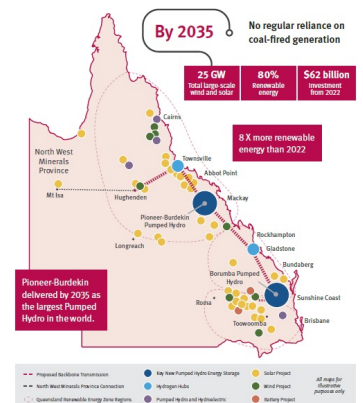 By 2035
No regular reliance on
coal-fired generation
25 GW
Total large-scale
wind and solar
80%
Renewable
energy
$62 billion
Investment
from 2022
8 X more renewable
energy than 2022
Cairns
North West
Minerals
Province
Townsville
Abbot Point
Mt Isa
Hughenden
Mackay
Pioneer-Burdekin
Pumped Hydro
Longreach
Rockhampton
Gladstone
Bundaberg
Borumba Pumped
Hydro
Pioneer-Burdekin
delivered by 2035 as
the largest Pumped
Hydro in the world.
Roma
Sunshine Coast
Toowoomba
Brisbane
Proposed Backbone Transmission
North West Minerals Province Connection
Queensland Renewable Energy Zone Regions
Key New Pumped Hydro Energy Storage
Hydrogen Hubs
Pumped Hydro and Hydroelectric
Solar Project
Wind Project
Battery Project
All maps for
illustrative
purposes only